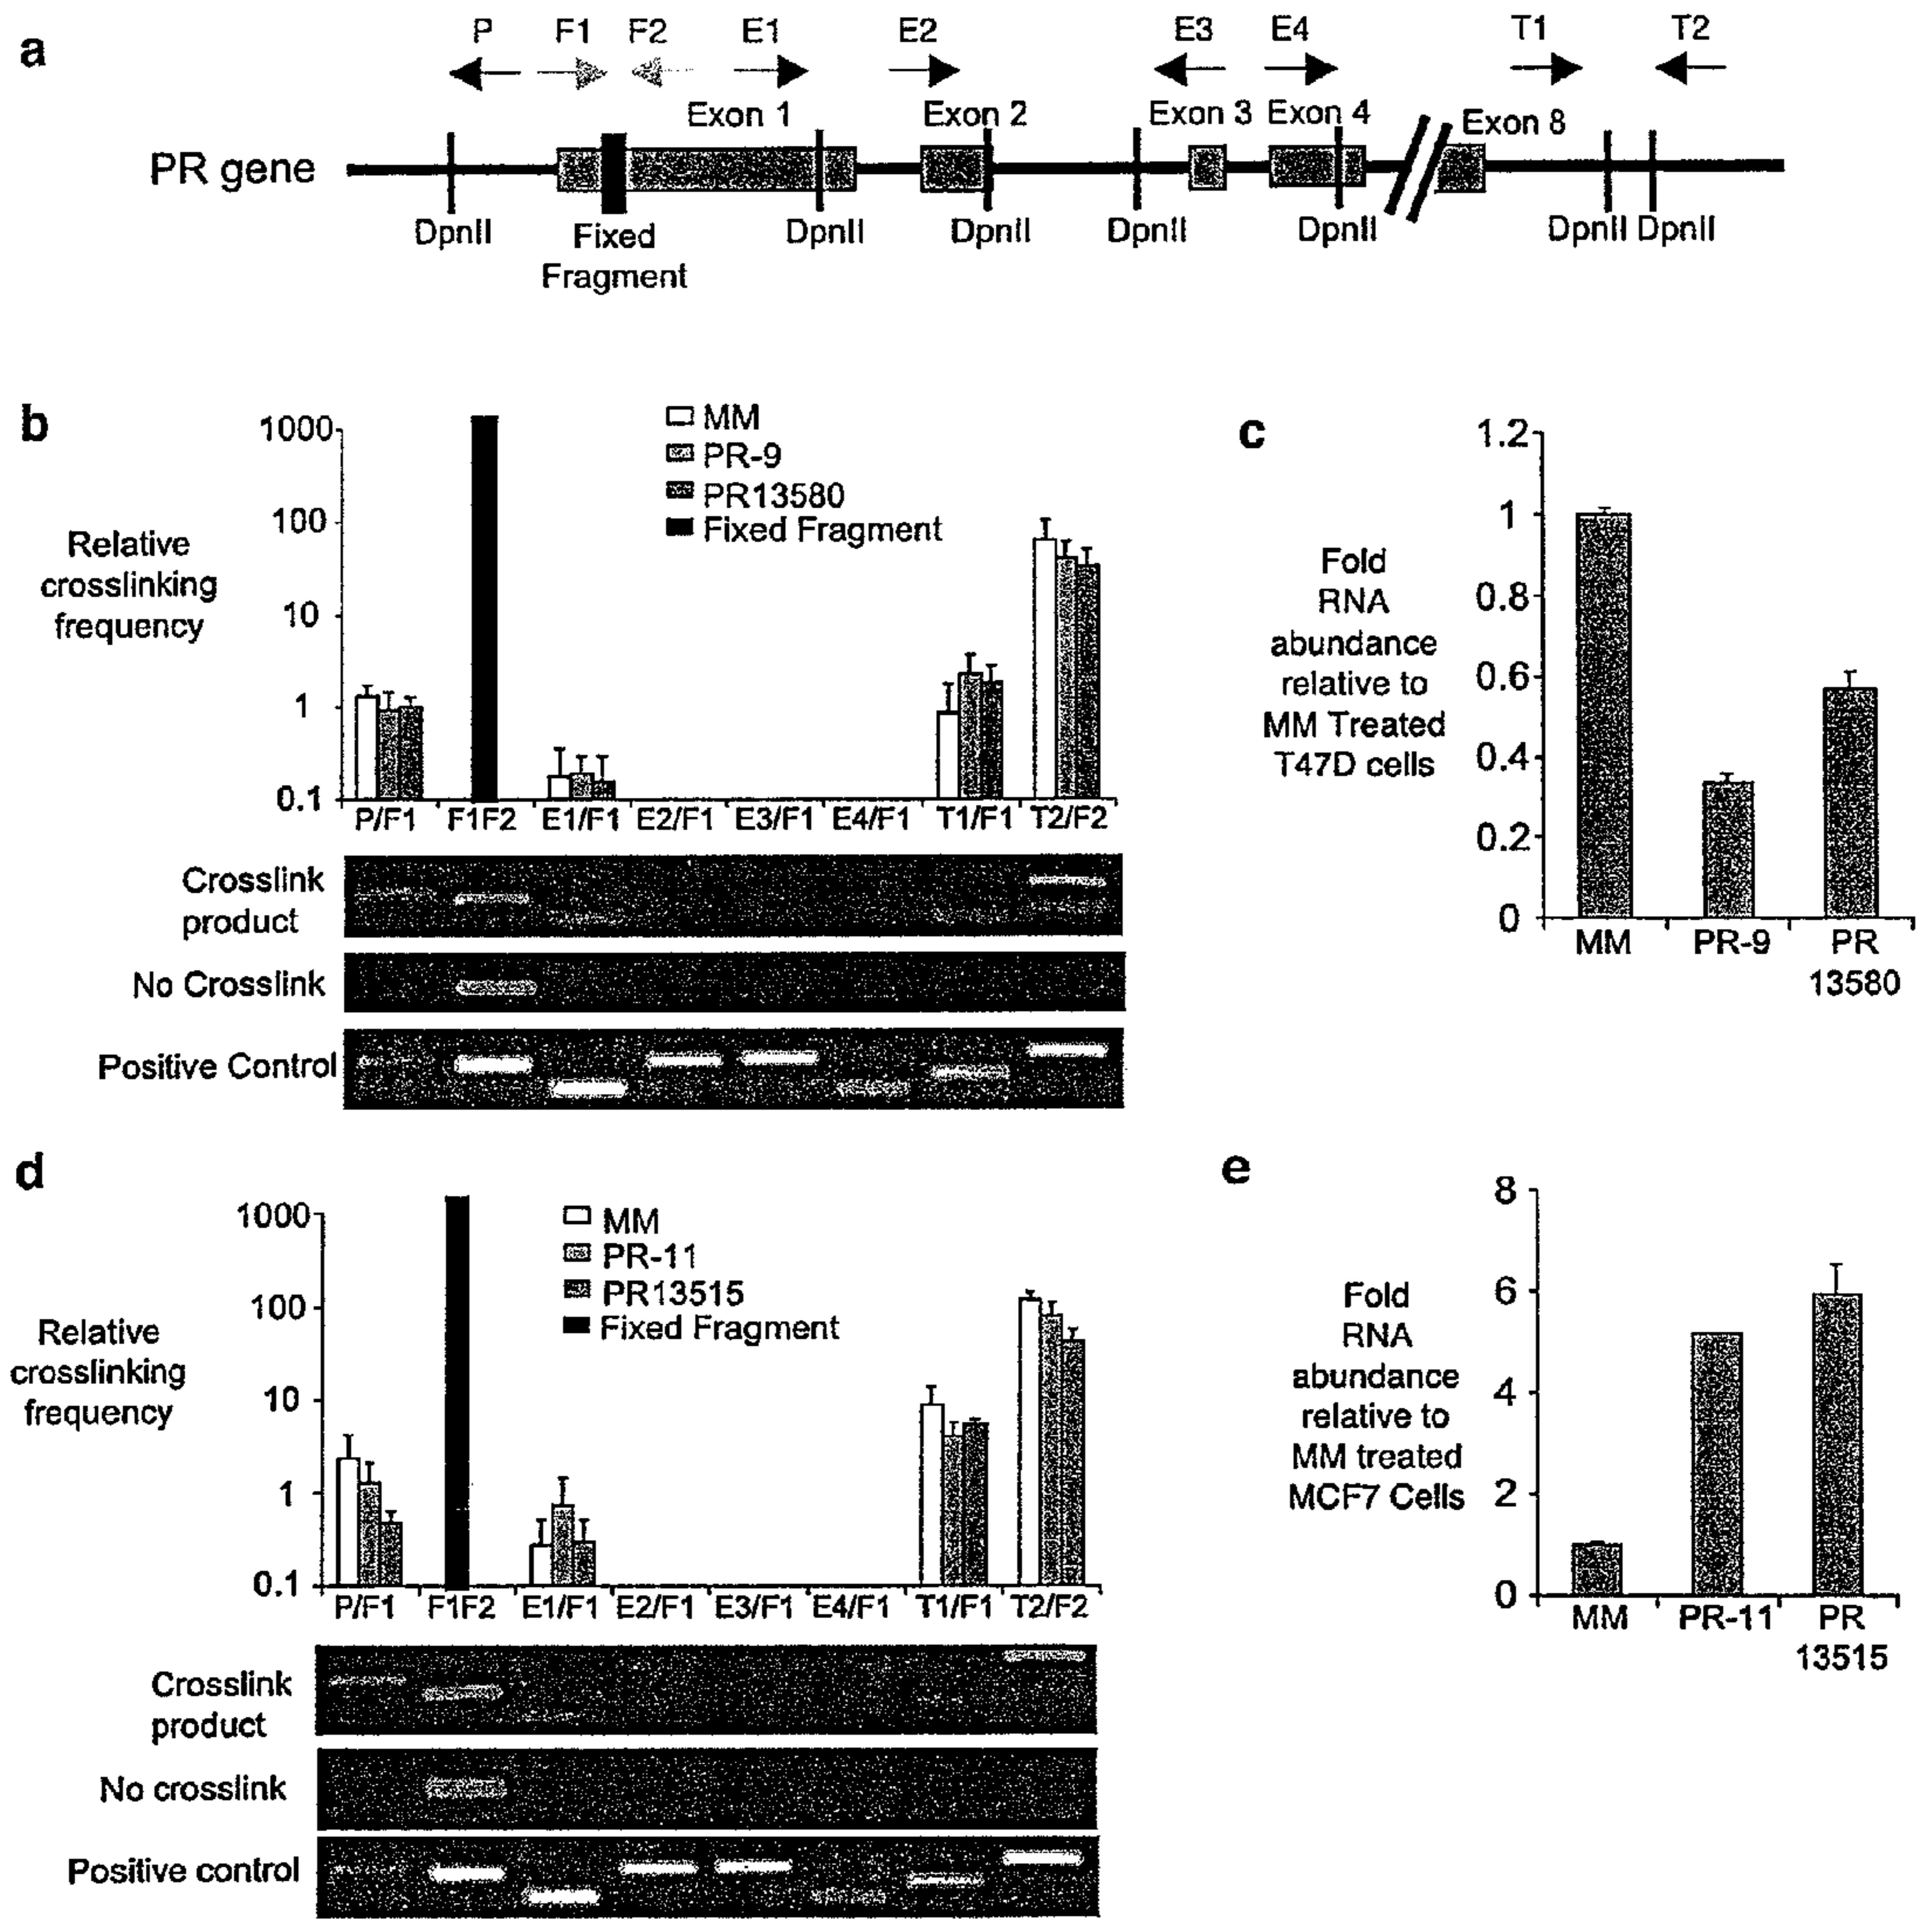 a
P F1 F2 E1 E2 E3 E4 T1 T2
Exon 1 Exon 2 Exon 3 Exon 4 Exon 8
PR gene
DpnII Fixed Fragment DpnII DpnII DpnII DpnII DpnII DpnII
b
1000
100
10
1
0.1
Relative
crosslinking
frequency
MM
PR-9
PR13580
Fixed Fragment
P/F1 F1F2 E1/F1 E2/F1 E3/F1 E4/F1 T1/F1 T2/F2
Crosslink
product
No Crosslink
Positive Control
c
1.2
1
0.8
0.6
0.4
0.2
0
Fold
RNA
abundance
relative to
MM Treated
T47D cells
MM PR-9 PR
13580
d
1000
100
10
1
0.1
Relative
crosslinking
frequency
MM
PR-11
PR13515
Fixed Fragment
P/F1 F1F2 E1/F1 E2/F1 E3/F1 E4/F1 T1/F1 T2/F2
Crosslink
product
No crosslink
Positive control
e
8
6
4
2
0
Fold
RNA
abundance
relative to
MM treated
MCF7 Cells
MM PR-11 PR
13515